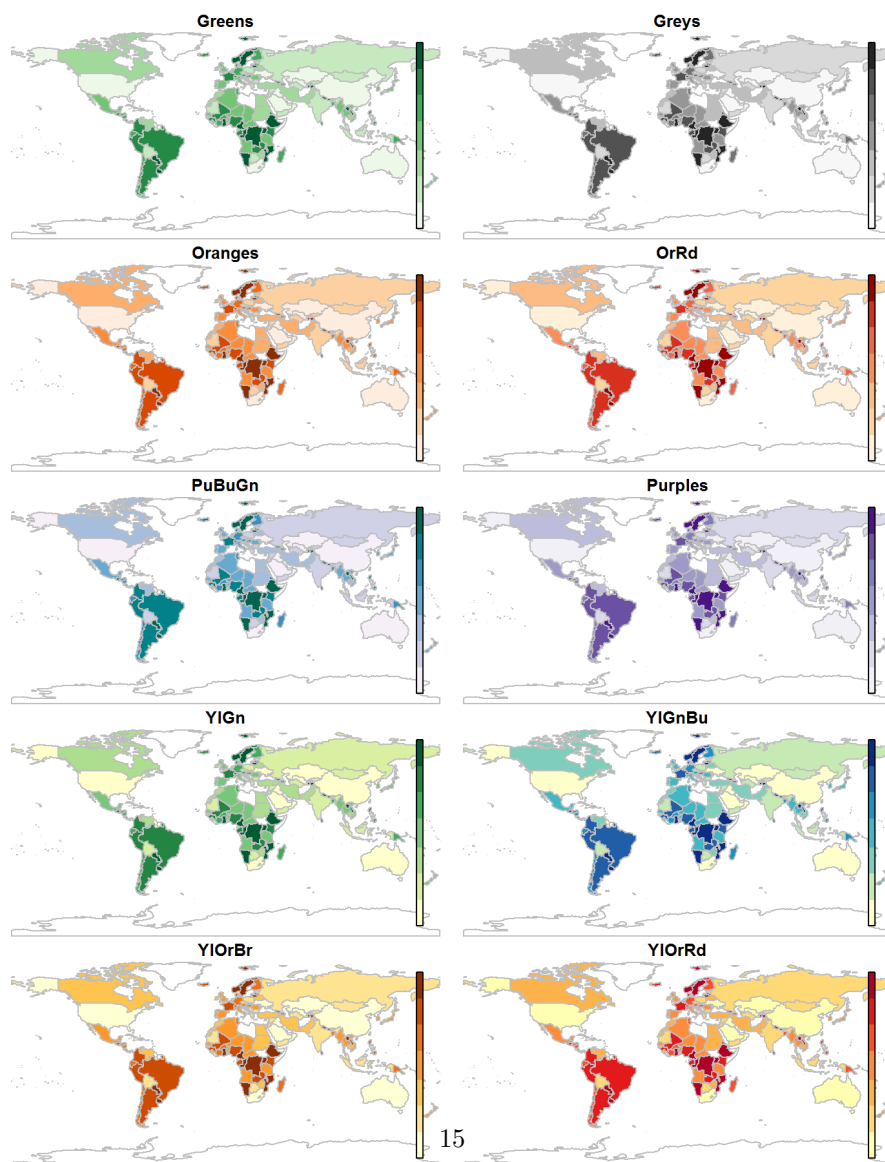 Greens
Greys
Oranges
OrRd
PuBuGn
Purples
YlGn
YlGnBu
YlOrBr
YlOrRd
15